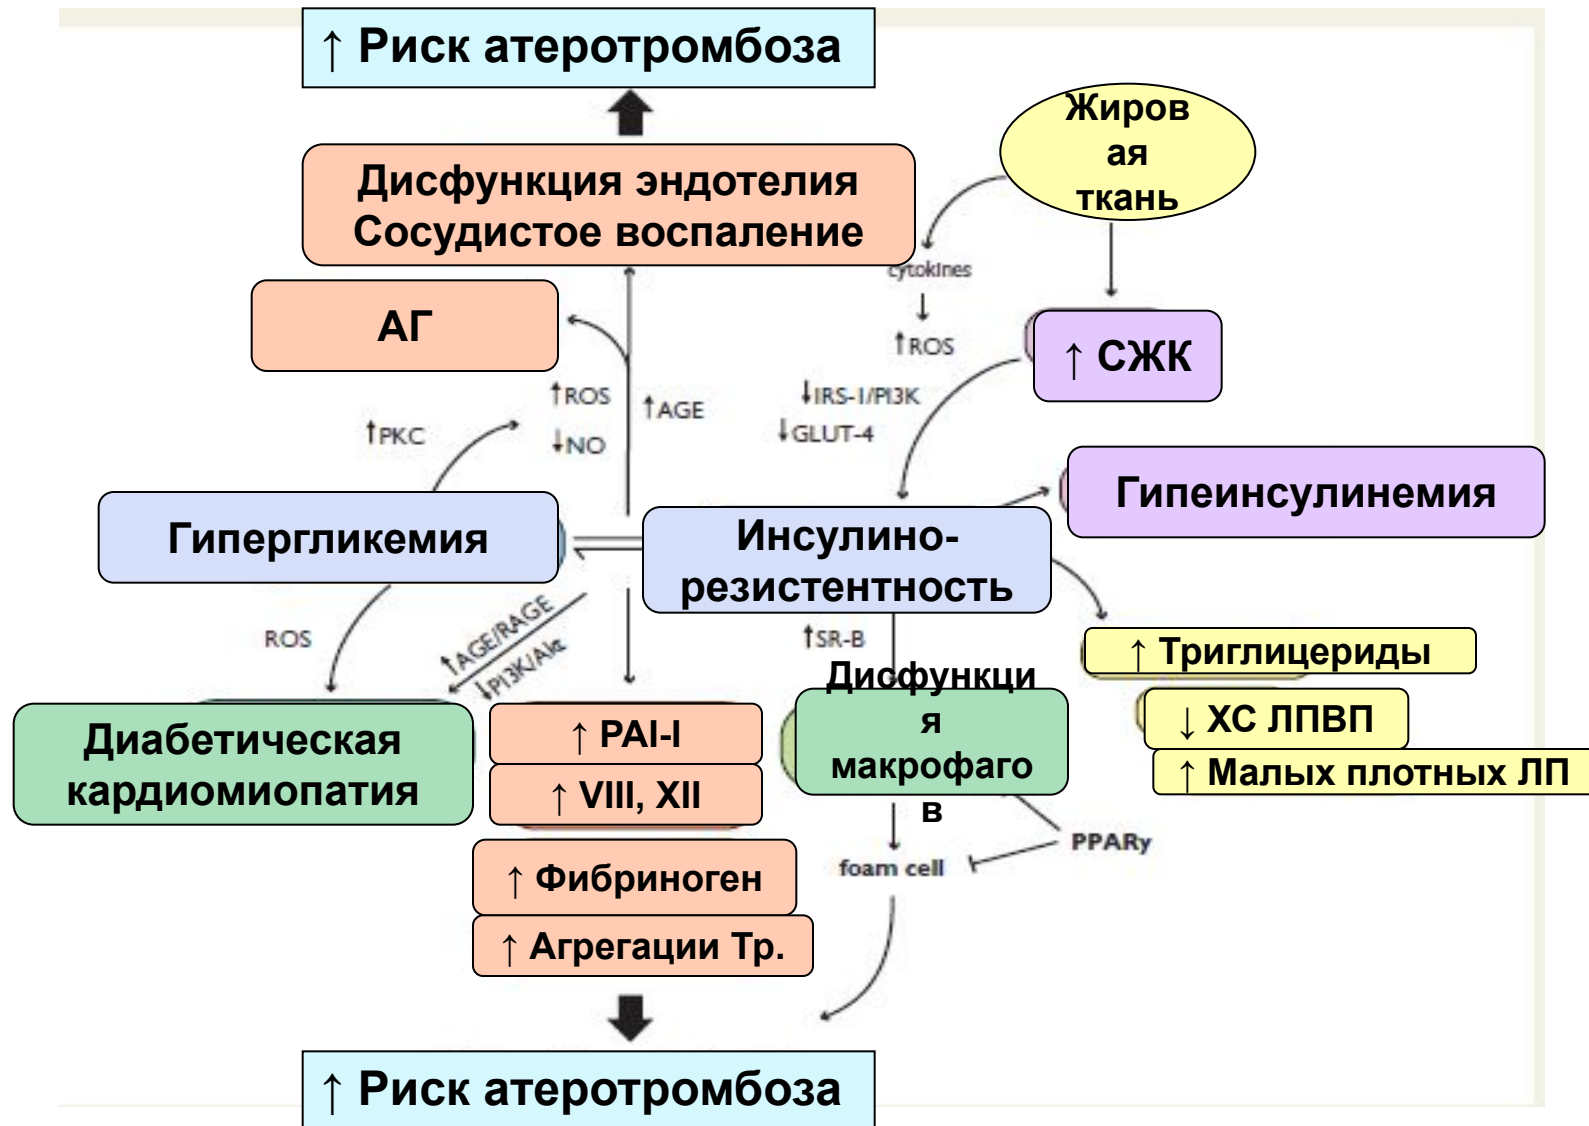 ↑ Риск атеротромбоза
Жиров
ая
ткань
Дисфункция эндотелия
Сосудистое воспаление
cytokines
АГ
↑ROS
↑ СЖК
↑ROS
↑AGE
↓NO
↑PKC
↓IRS-1/PI3K
↓GLUT-4
Гипергликемия
Инсулино-
резистентность
Гипеинсулинемия
ROS
↑AGE/RAGE
↓PI3K/Akt
↑SR-B
↑ Триглицериды
↓ ХС ЛПВП
↑ Малых плотных ЛП
Диабетическая
кардиомиопатия
↑ PAI-I
↑ VIII, XII
↑ Фибриноген
↑ Агрегации Тр.
Дисфункци
я
макрофаго
в
foam cell
PPARγ
↑ Риск атеротромбоза